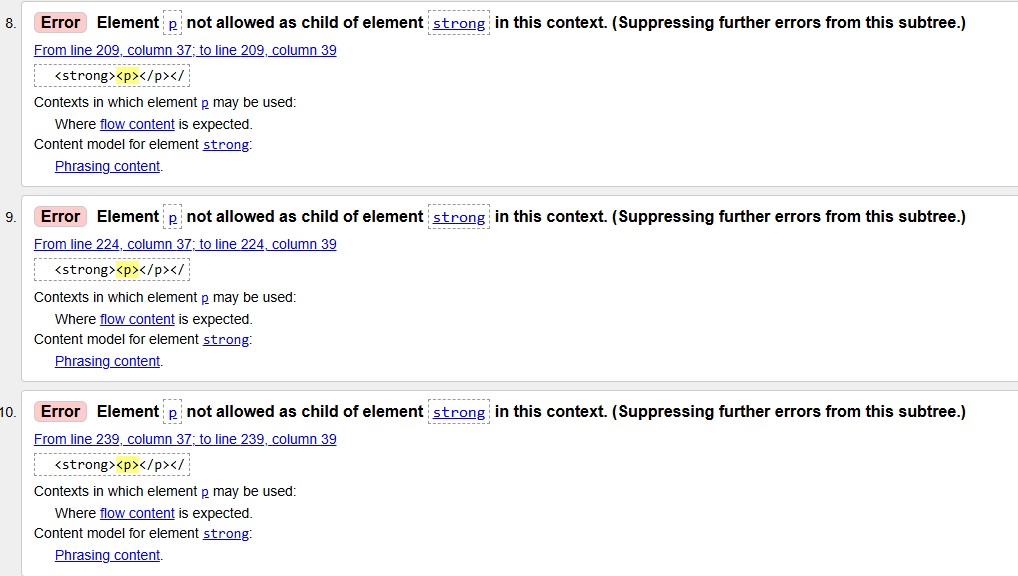 8. Error Element p not allowed as child of element strong in this context. (Suppressing further errors from this subtree.)
From line 209, column 37; to line 209, column 39
<strong><p></p></
Contexts in which element p may be used:
Where flow content is expected.
Content model for element strong:
Phrasing content.
9. Error Element p not allowed as child of element strong in this context. (Suppressing further errors from this subtree.)
From line 224, column 37; to line 224, column 39
<strong><p></p></
Contexts in which element p may be used:
Where flow content is expected.
Content model for element strong:
Phrasing content.
10. Error Element p not allowed as child of element strong in this context. (Suppressing further errors from this subtree.)
From line 239, column 37; to line 239, column 39
<strong><p></p></
Contexts in which element p may be used:
Where flow content is expected.
Content model for element strong:
Phrasing content.